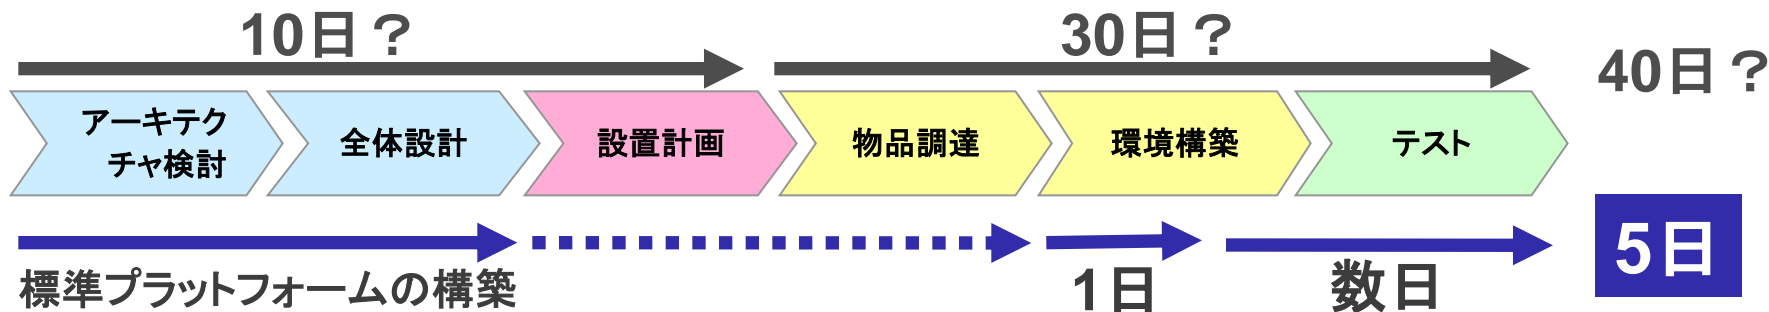 10日？
30日？
40日？
アーキテク
チャ検討
全体設計
設置計画
物品調達
環境構築
テスト
標準プラットフォームの構築
1日
数日
5日